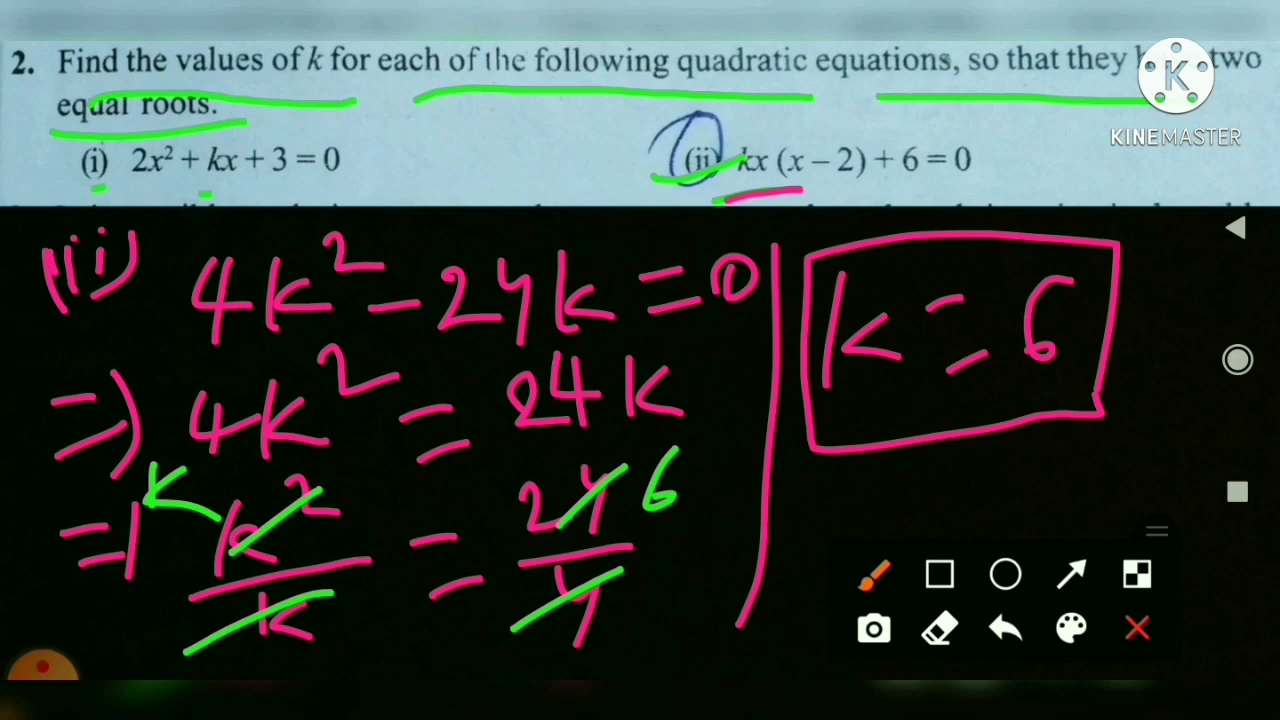 2. Find the values of k for each of the following quadratic equations, so that they two
equal roots.
(i) 2x² + kx + 3 = 0 (ii) kx (x – 2) + 6 = 0
K
KINEMASTER
(ii) 4k² - 24k = 0
=) 4k² = 24k
=) k²/k = 24/4
k 6
k = 6